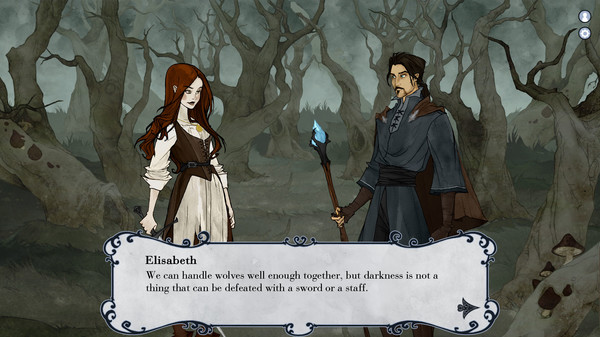 Elisabeth
We can handle wolves well enough together, but darkness is not a
thing that can be defeated with a sword or a staff.